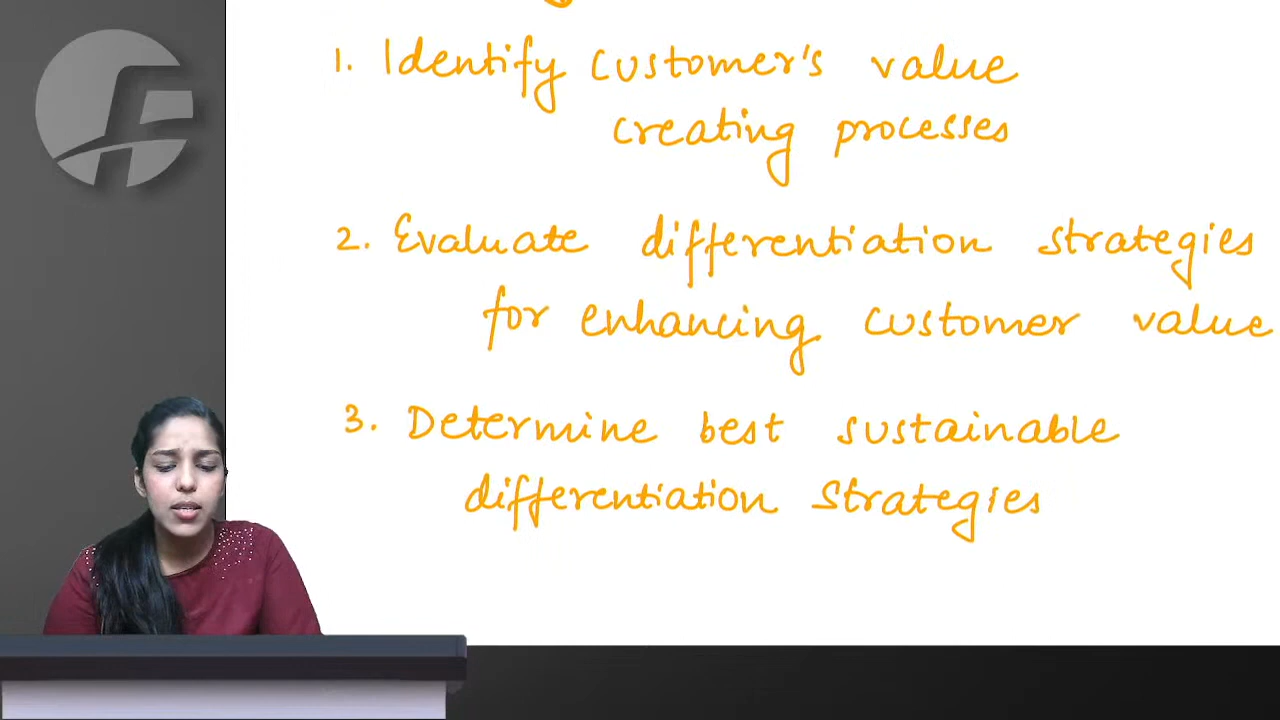 1. Identify customer's value
creating processes
2. Evaluate differentiation strategies
for enhancing customer value
3. Determine best sustainable
differentiation strategies